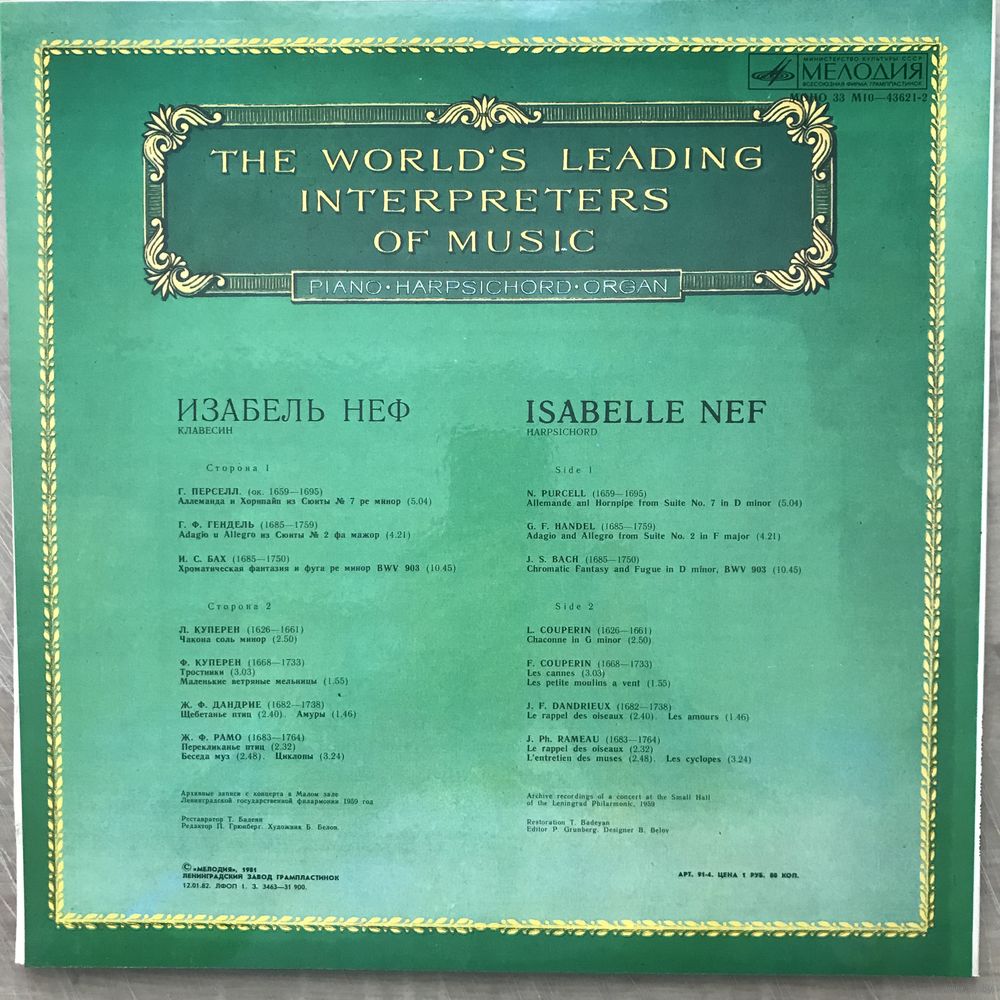 МИНИСТЕРСТВО КУЛЬТУРЫ СССР
МЕЛОДИЯ
ВСЕСОЮЗНАЯ ФИРМА ГРАМПЛАСТИНОК
МОНО 33 М10—43621-2
THE WORLD'S LEADING
INTERPRETERS
OF MUSIC
PIANO·HARPSICHORD·ORGAN
ИЗАБЕЛЬ НЕФ
КЛАВЕСИН
Сторона 1
Г. ПЕРСЕЛЛ. (ок. 1659—1695)
Аллеманда и Хорнпайп из Сюиты № 7 ре минор (5.04)
Г. Ф. ГЕНДЕЛЬ (1685—1759)
Adagio и Allegro из Сюиты № 2 фа мажор (4.21)
И. С. БАХ (1685—1750)
Хроматическая фантазия и фуга ре минор BWV 903 (10.45)
Сторона 2
Л. КУПЕРЕН (1626—1661)
Чакона соль минор (2.50)
Ф. КУПЕРЕН (1668—1733)
Тростники (3.03)
Маленькие ветряные мельницы (1.55)
Ж. Ф. ДАНДРИЕ (1682—1738)
Щебетанье птиц (2.40). Амуры (1.46)
Ж. Ф. РАМО (1683—1764)
Перекликанье птиц (2.32)
Беседа муз (2.48). Циклопы (3.24)
Архивные записи с концерта в Малом зале
Ленинградской государственной филармонии 1959 год
Реставратор Т. Бадеян
Редактор П. Грюнберг. Художник Б. Белов.
© «МЕЛОДИЯ», 1981
ЛЕНИНГРАДСКИЙ ЗАВОД ГРАМПЛАСТИНОК
12.01.82. ЛФОП 1. З. 3463—31 900.
ISABELLE NEF
HARPSICHORD
Side 1
N. PURCELL (1659—1695)
Allemande anl Hornpipe from Suite No. 7 in D minor (5.04)
G. F. HANDEL (1685—1759)
Adagio and Allegro from Suite No. 2 in F major (4.21)
J. S. BACH (1685—1750)
Chromatic Fantasy and Fugue in D minor, BWV 903 (10.45)
Side 2
L. COUPERIN (1626—1661)
Chaconne in G minor (2.50)
F. COUPERIN (1668—1733)
Les cannes (3.03)
Les petite moulins a vent (1.55)
J. F. DANDRIEUX (1682—1738)
Le rappel des oiseaux (2.40). Les amours (1.46)
J. Ph. RAMEAU (1683—1764)
Le rappel des oiseaux (2.32)
L'entretien des muses (2.48). Les cyclopes (3.24)
Archive recordings of a concert at the Small Hall
of the Leningrad Philarmonic, 1959
Restoration T. Badeyan
Editor P. Grunberg. Designer B. Belov
АРТ. 91-4. ЦЕНА 1 РУБ. 80 КОП.